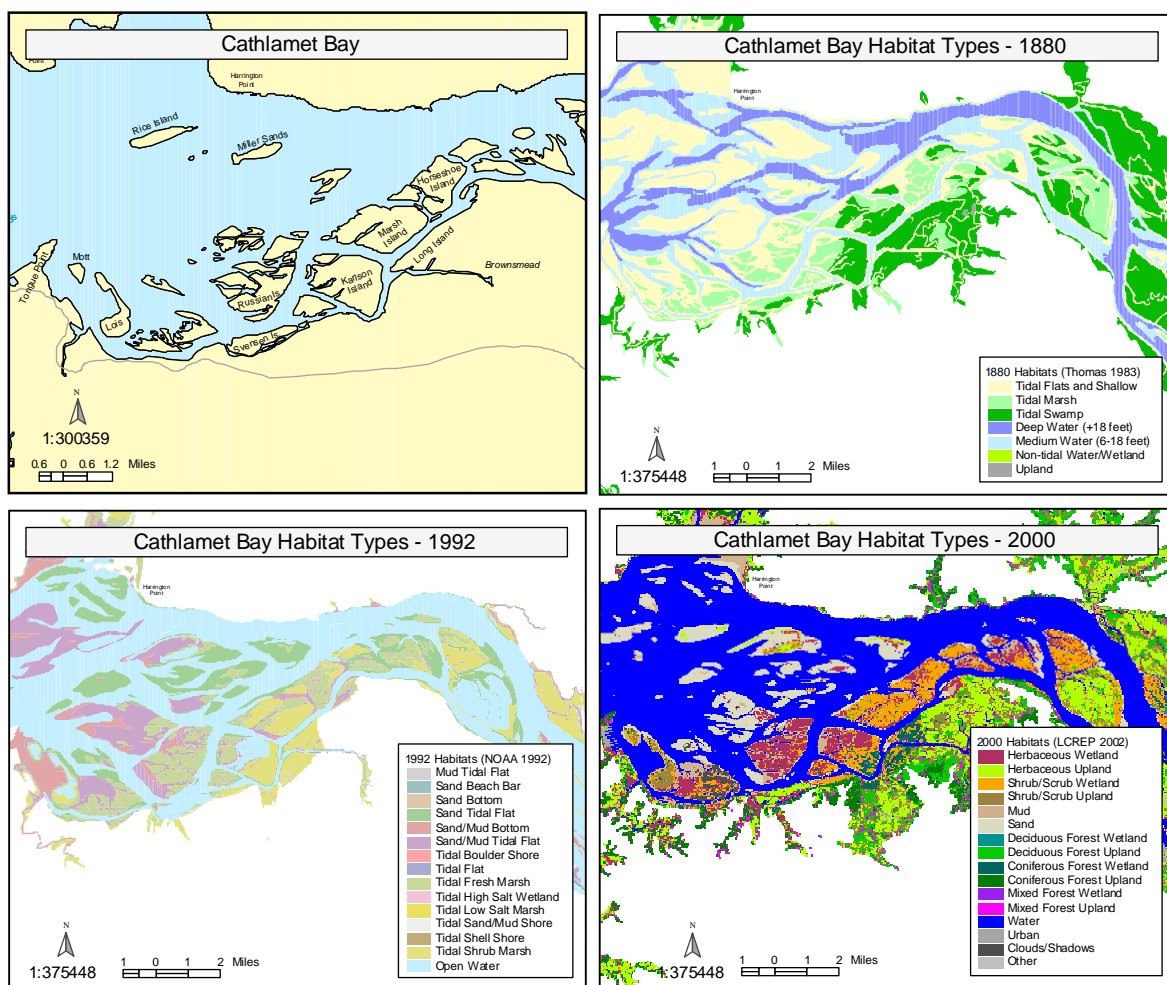 Cathlamet Bay
Point
Harrington
Point
Rice Island
Miller Sands
Horseshoe
Island
Marsh
Island
Long Island
Brownsmead
Karlson
Island
Russian Is.
Svensen Is.
Mott
Lois
Tongue Point
N
1:300359
0.6 0 0.6 1.2 Miles
Cathlamet Bay Habitat Types - 1880
Harrington
Point
1880 Habitats (Thomas 1983)
Tidal Flats and Shallow
Tidal Marsh
Tidal Swamp
Deep Water (+18 feet)
Medium Water (6-18 feet)
Non-tidal Water/Wetland
Upland
N
1:375448
1 0 1 2 Miles
Cathlamet Bay Habitat Types - 1992
Harrington
Point
1992 Habitats (NOAA 1992)
Mud Tidal Flat
Sand Beach Bar
Sand Bottom
Sand Tidal Flat
Sand/Mud Bottom
Sand/Mud Tidal Flat
Tidal Boulder Shore
Tidal Flat
Tidal Fresh Marsh
Tidal High Salt Wetland
Tidal Low Salt Marsh
Tidal Sand/Mud Shore
Tidal Shell Shore
Tidal Shrub Marsh
Open Water
N
1:375448
1 0 1 2 Miles
Cathlamet Bay Habitat Types - 2000
Harrington
Point
2000 Habitats (LCREP 2002)
Herbaceous Wetland
Herbaceous Upland
Shrub/Scrub Wetland
Shrub/Scrub Upland
Mud
Sand
Deciduous Forest Wetland
Deciduous Forest Upland
Coniferous Forest Wetland
Coniferous Forest Upland
Mixed Forest Wetland
Mixed Forest Upland
Water
Urban
Clouds/Shadows
Other
N
1:375448
1 0 1 2 Miles